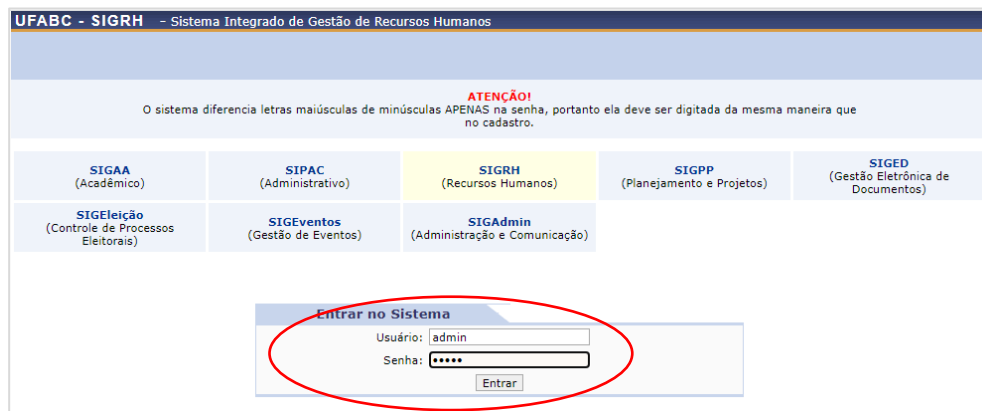 UFABC - SIGRH - Sistema Integrado de Gestão de Recursos Humanos
ATENÇÃO!
O sistema diferencia letras maiúsculas de minúsculas APENAS na senha, portanto ela deve ser digitada da mesma maneira que
no cadastro.
SIGAA
(Acadêmico)
SIPAC
(Administrativo)
SIGRH
(Recursos Humanos)
SIGPP
(Planejamento e Projetos)
SIGED
(Gestão Eletrônica de
Documentos)
SIGEleição
(Controle de Processos
Eleitorais)
SIGEventos
(Gestão de Eventos)
SIGAdmin
(Administração e Comunicação)
Entrar no Sistema
Usuário: admin
Senha: •••••
Entrar